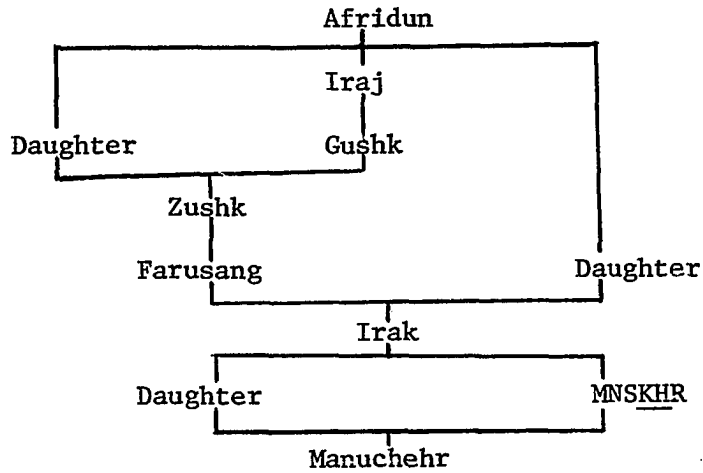 Afridun
Iraj
Daughter Gushk
Zushk
Farusang Daughter
Irak
Daughter MNSKHR
Manuchehr